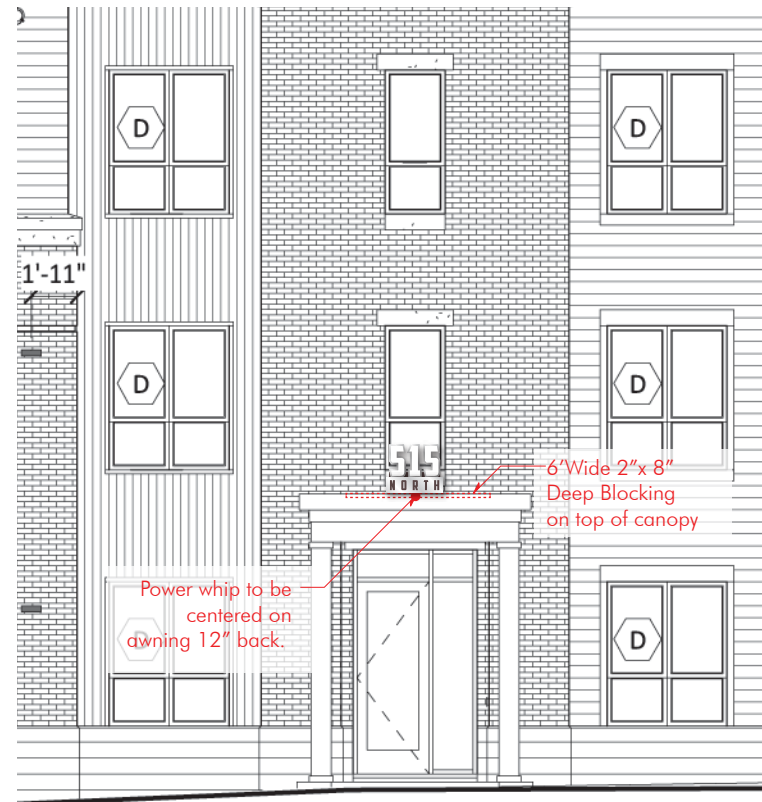 D
D
1'-11"
D
D
515
NORTH
6'Wide 2"x 8"
Deep Blocking
on top of canopy
Power whip to be
centered on
awning 12" back.
D
D